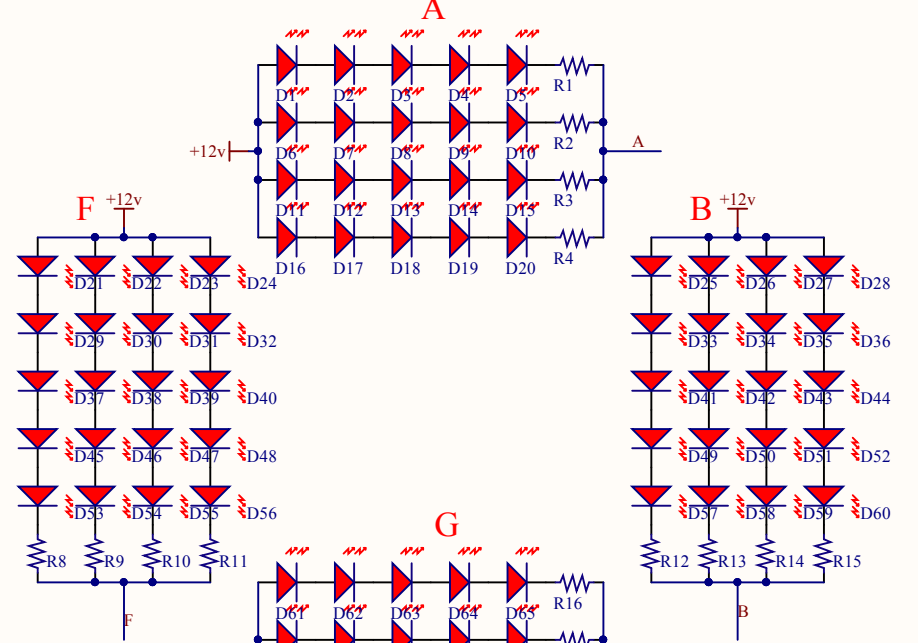 A
D1 D2 D3 D4 D5 R1
D6 D7 D8 D9 D10 R2
+12v A
D11 D12 D13 D14 D15 R3
D16 D17 D18 D19 D20 R4
F +12v
D21 D22 D23 D24
D29 D30 D31 D32
D37 D38 D39 D40
D45 D46 D47 D48
D53 D54 D55 D56
R8 R9 R10 R11
F
B +12v
D25 D26 D27 D28
D33 D34 D35 D36
D41 D42 D43 D44
D49 D50 D51 D52
D57 D58 D59 D60
R12 R13 R14 R15
B
G
D61 D62 D63 D64 D65 R16